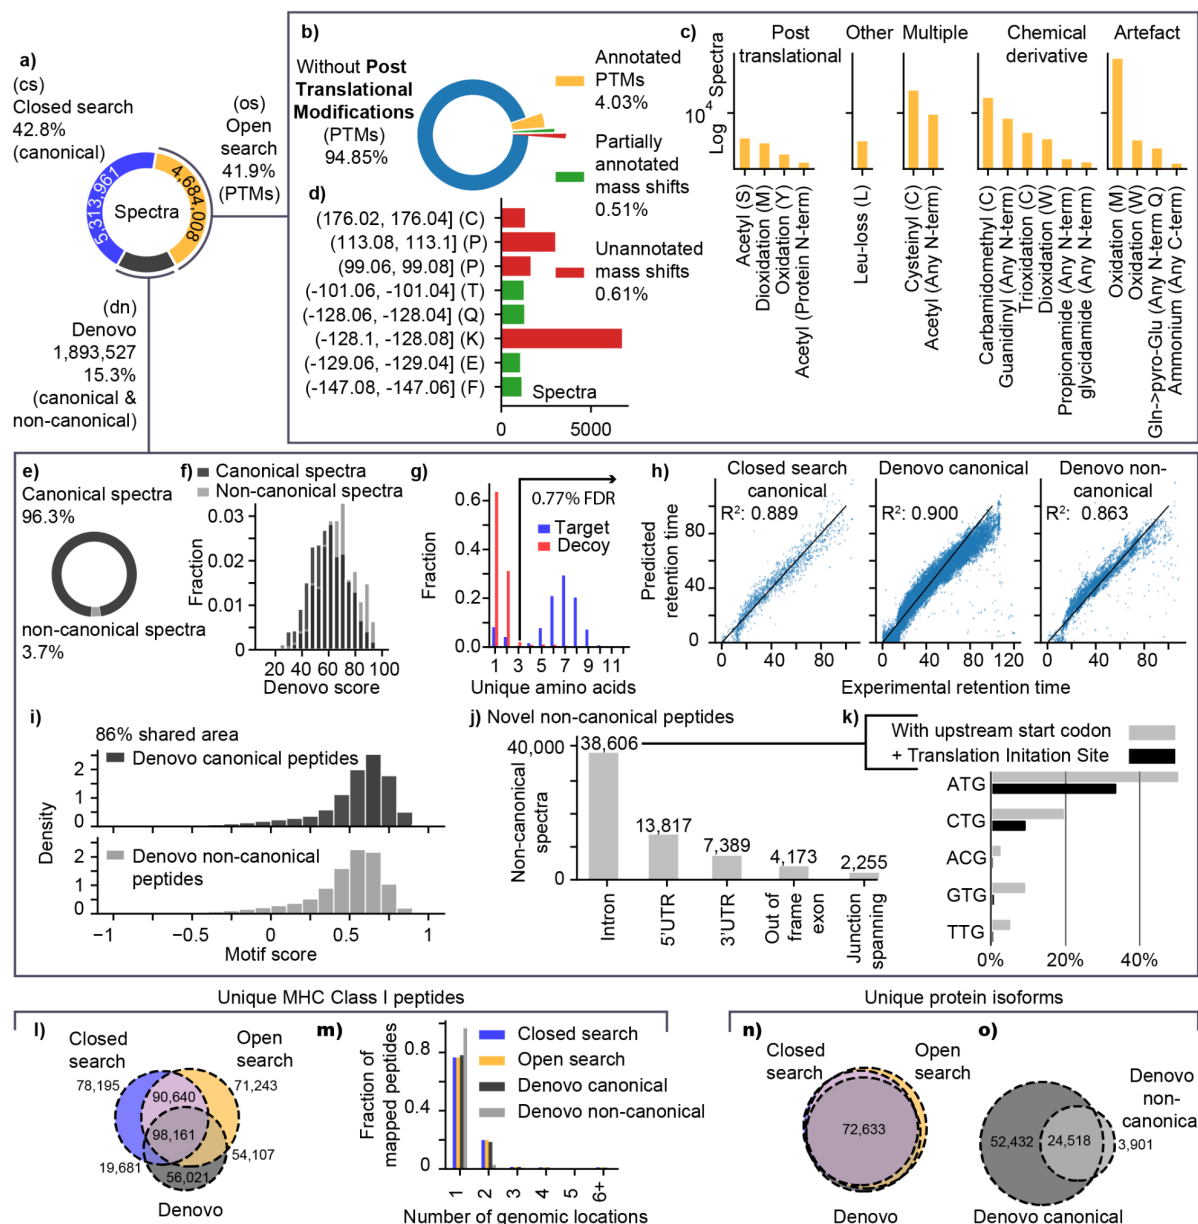 a)
(cs)
Closed search
42.8%
(canonical)
(os)
Open
search
41.9%
(PTMs)
5,313,961
4,684,008
Spectra
(dn)
Denovo
1,893,527
15.3%
(canonical &
non-canonical)
b)
Without Post
Translational
Modifications
(PTMs)
94.85%
Annotated
PTMs
4.03%
Partially
annotated
mass shifts
0.51%
Unannotated
mass shifts
0.61%
c)
Post
translational
Other
Multiple
Chemical
derivative
Artefact
Log Spectra
10^4
Acetyl (S)
Dioxidation (M)
Oxidation (Y)
Acetyl (Protein N-term)
Leu-loss (L)
Cysteinyl (C)
Acetyl (Any N-term)
Carbamidomethyl (C)
Guanidinyl (Any N-term)
Trioxidation (C)
Dioxidation (W)
Propionamide (Any N-term)
glycidamide (Any N-term)
Oxidation (M)
Oxidation (W)
Gln->pyro-Glu (Any N-term Q)
Ammonium (Any C-term)
d)
(176.02, 176.04] (C)
(113.08, 113.1] (P)
(99.06, 99.08] (P)
(-101.06, -101.04] (T)
(-128.06, -128.04] (Q)
(-128.1, -128.08] (K)
(-129.06, -129.04] (E)
(-147.08, -147.06] (F)
Spectra
0 5000
e)
Canonical spectra
96.3%
non-canonical spectra
3.7%
f)
Canonical spectra
Non-canonical spectra
Fraction
0.03
0.02
0.01
0
20 40 60 80 100
Denovo score
g)
0.77% FDR
Target
Decoy
Fraction
0.6
0.4
0.2
0.0
1 3 5 7 9 11
Unique amino acids
h)
Closed search
canonical
R²: 0.889
Denovo canonical
R²: 0.900
Denovo non-
canonical
R²: 0.863
Predicted
retention time
80
40
0
0 40 80
0 40 80 120
0 40 80
Experimental retention time
i)
86% shared area
Denovo canonical peptides
Denovo non-canonical
peptides
Density
2
1
0
2
1
0
−1 −0.5 0 0.5 1
Motif score
j) Novel non-canonical peptides
Non-canonical
spectra
40,000
0
38,606
13,817
7,389
4,173
2,255
Intron
5'UTR
3'UTR
Out of
frame
exon
Junction
spanning
k)
With upstream start codon
+ Translation Initation Site
ATG
CTG
ACG
GTG
TTG
0% 20% 40%
Unique MHC Class I peptides
l)
Closed
search
78,195
Open
search
71,243
90,640
98,161
19,681
54,107
56,021
Denovo
m)
Closed search
Open search
Denovo canonical
Denovo non-canonical
Fraction of
mapped peptides
0.8
0.4
0
1 2 3 4 5 6+
Number of genomic locations
Unique protein isoforms
n)
Closed
search
Open
search
72,633
Denovo
o)
Denovo
non-
canonica
52,432
24,518
3,901
Denovo canonical